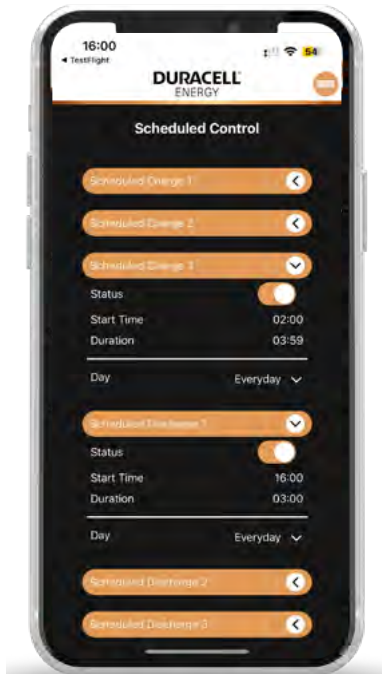 16:00
54
◀ TestFlight
DURACELL
ENERGY
Scheduled Control
Scheduled Charge 1
Scheduled Charge 2
Scheduled Charge 3
Status
Start Time 02:00
Duration 03:59
Day Everyday
Scheduled Discharge 1
Status
Start Time 16:00
Duration 03:00
Day Everyday
Scheduled Discharge 2
Scheduled Discharge 3